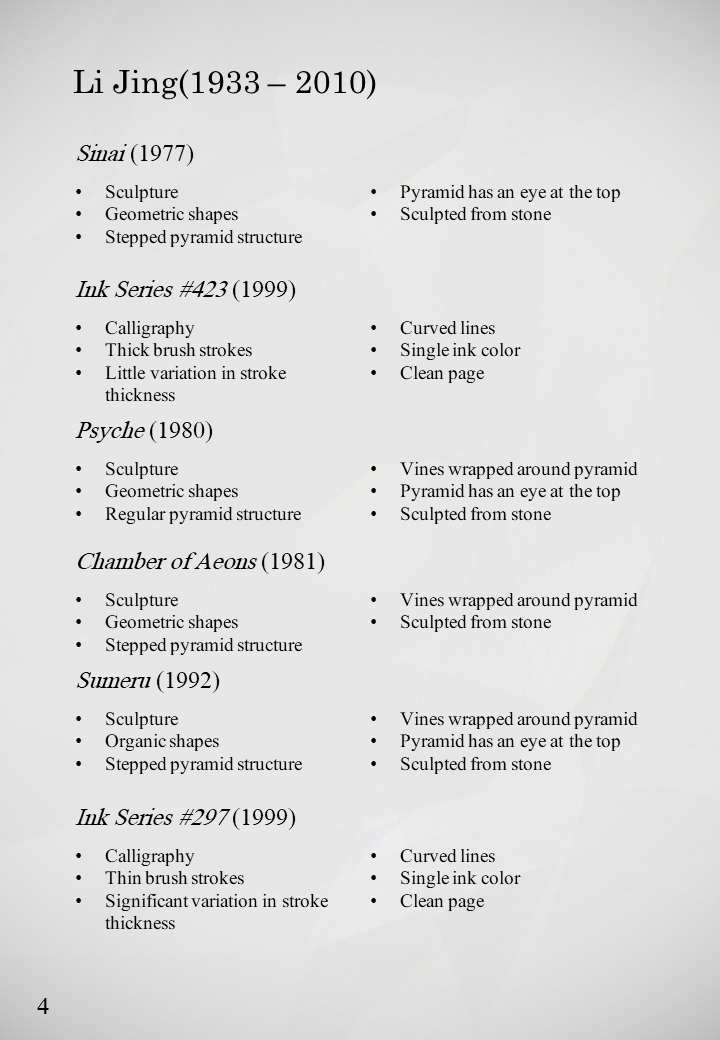 Li Jing(1933 – 2010)
Sinai (1977)
• Sculpture
• Geometric shapes
• Stepped pyramid structure
• Pyramid has an eye at the top
• Sculpted from stone
Ink Series #423 (1999)
• Calligraphy
• Thick brush strokes
• Little variation in stroke
thickness
• Curved lines
• Single ink color
• Clean page
Psyche (1980)
• Sculpture
• Geometric shapes
• Regular pyramid structure
• Vines wrapped around pyramid
• Pyramid has an eye at the top
• Sculpted from stone
Chamber of Aeons (1981)
• Sculpture
• Geometric shapes
• Stepped pyramid structure
• Vines wrapped around pyramid
• Sculpted from stone
Sumeru (1992)
• Sculpture
• Organic shapes
• Stepped pyramid structure
• Vines wrapped around pyramid
• Pyramid has an eye at the top
• Sculpted from stone
Ink Series #297 (1999)
• Calligraphy
• Thin brush strokes
• Significant variation in stroke
thickness
• Curved lines
• Single ink color
• Clean page
4